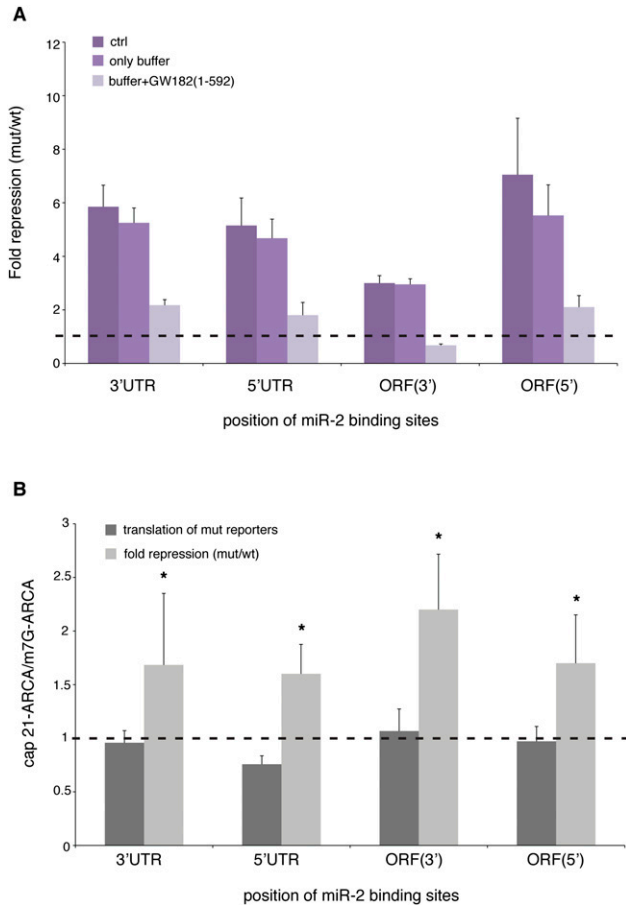 A
ctrl
only buffer
buffer+GW182(1-592)
Fold repression (mut/wt)
12
10
8
6
4
2
0
3'UTR 5'UTR ORF(3') ORF(5')
position of miR-2 binding sites
B
translation of mut reporters
fold repression (mut/wt)
cap 21-ARCA/m7G-ARCA
3
2.5
2
1.5
1
0.5
0
* * * *
3'UTR 5'UTR ORF(3') ORF(5')
position of miR-2 binding sites